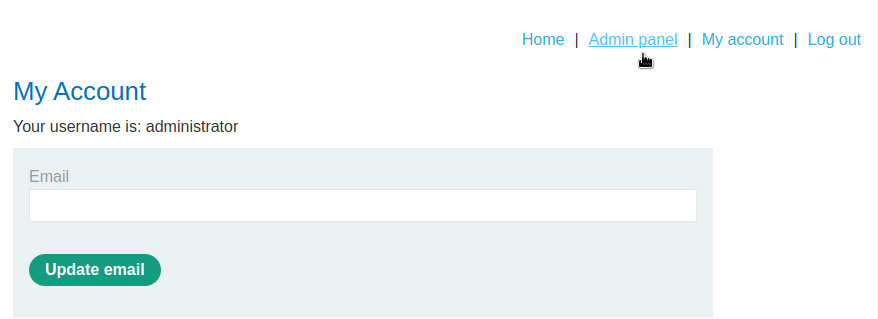 Home | Admin panel | My account | Log out
My Account
Your username is: administrator
Email
Update email